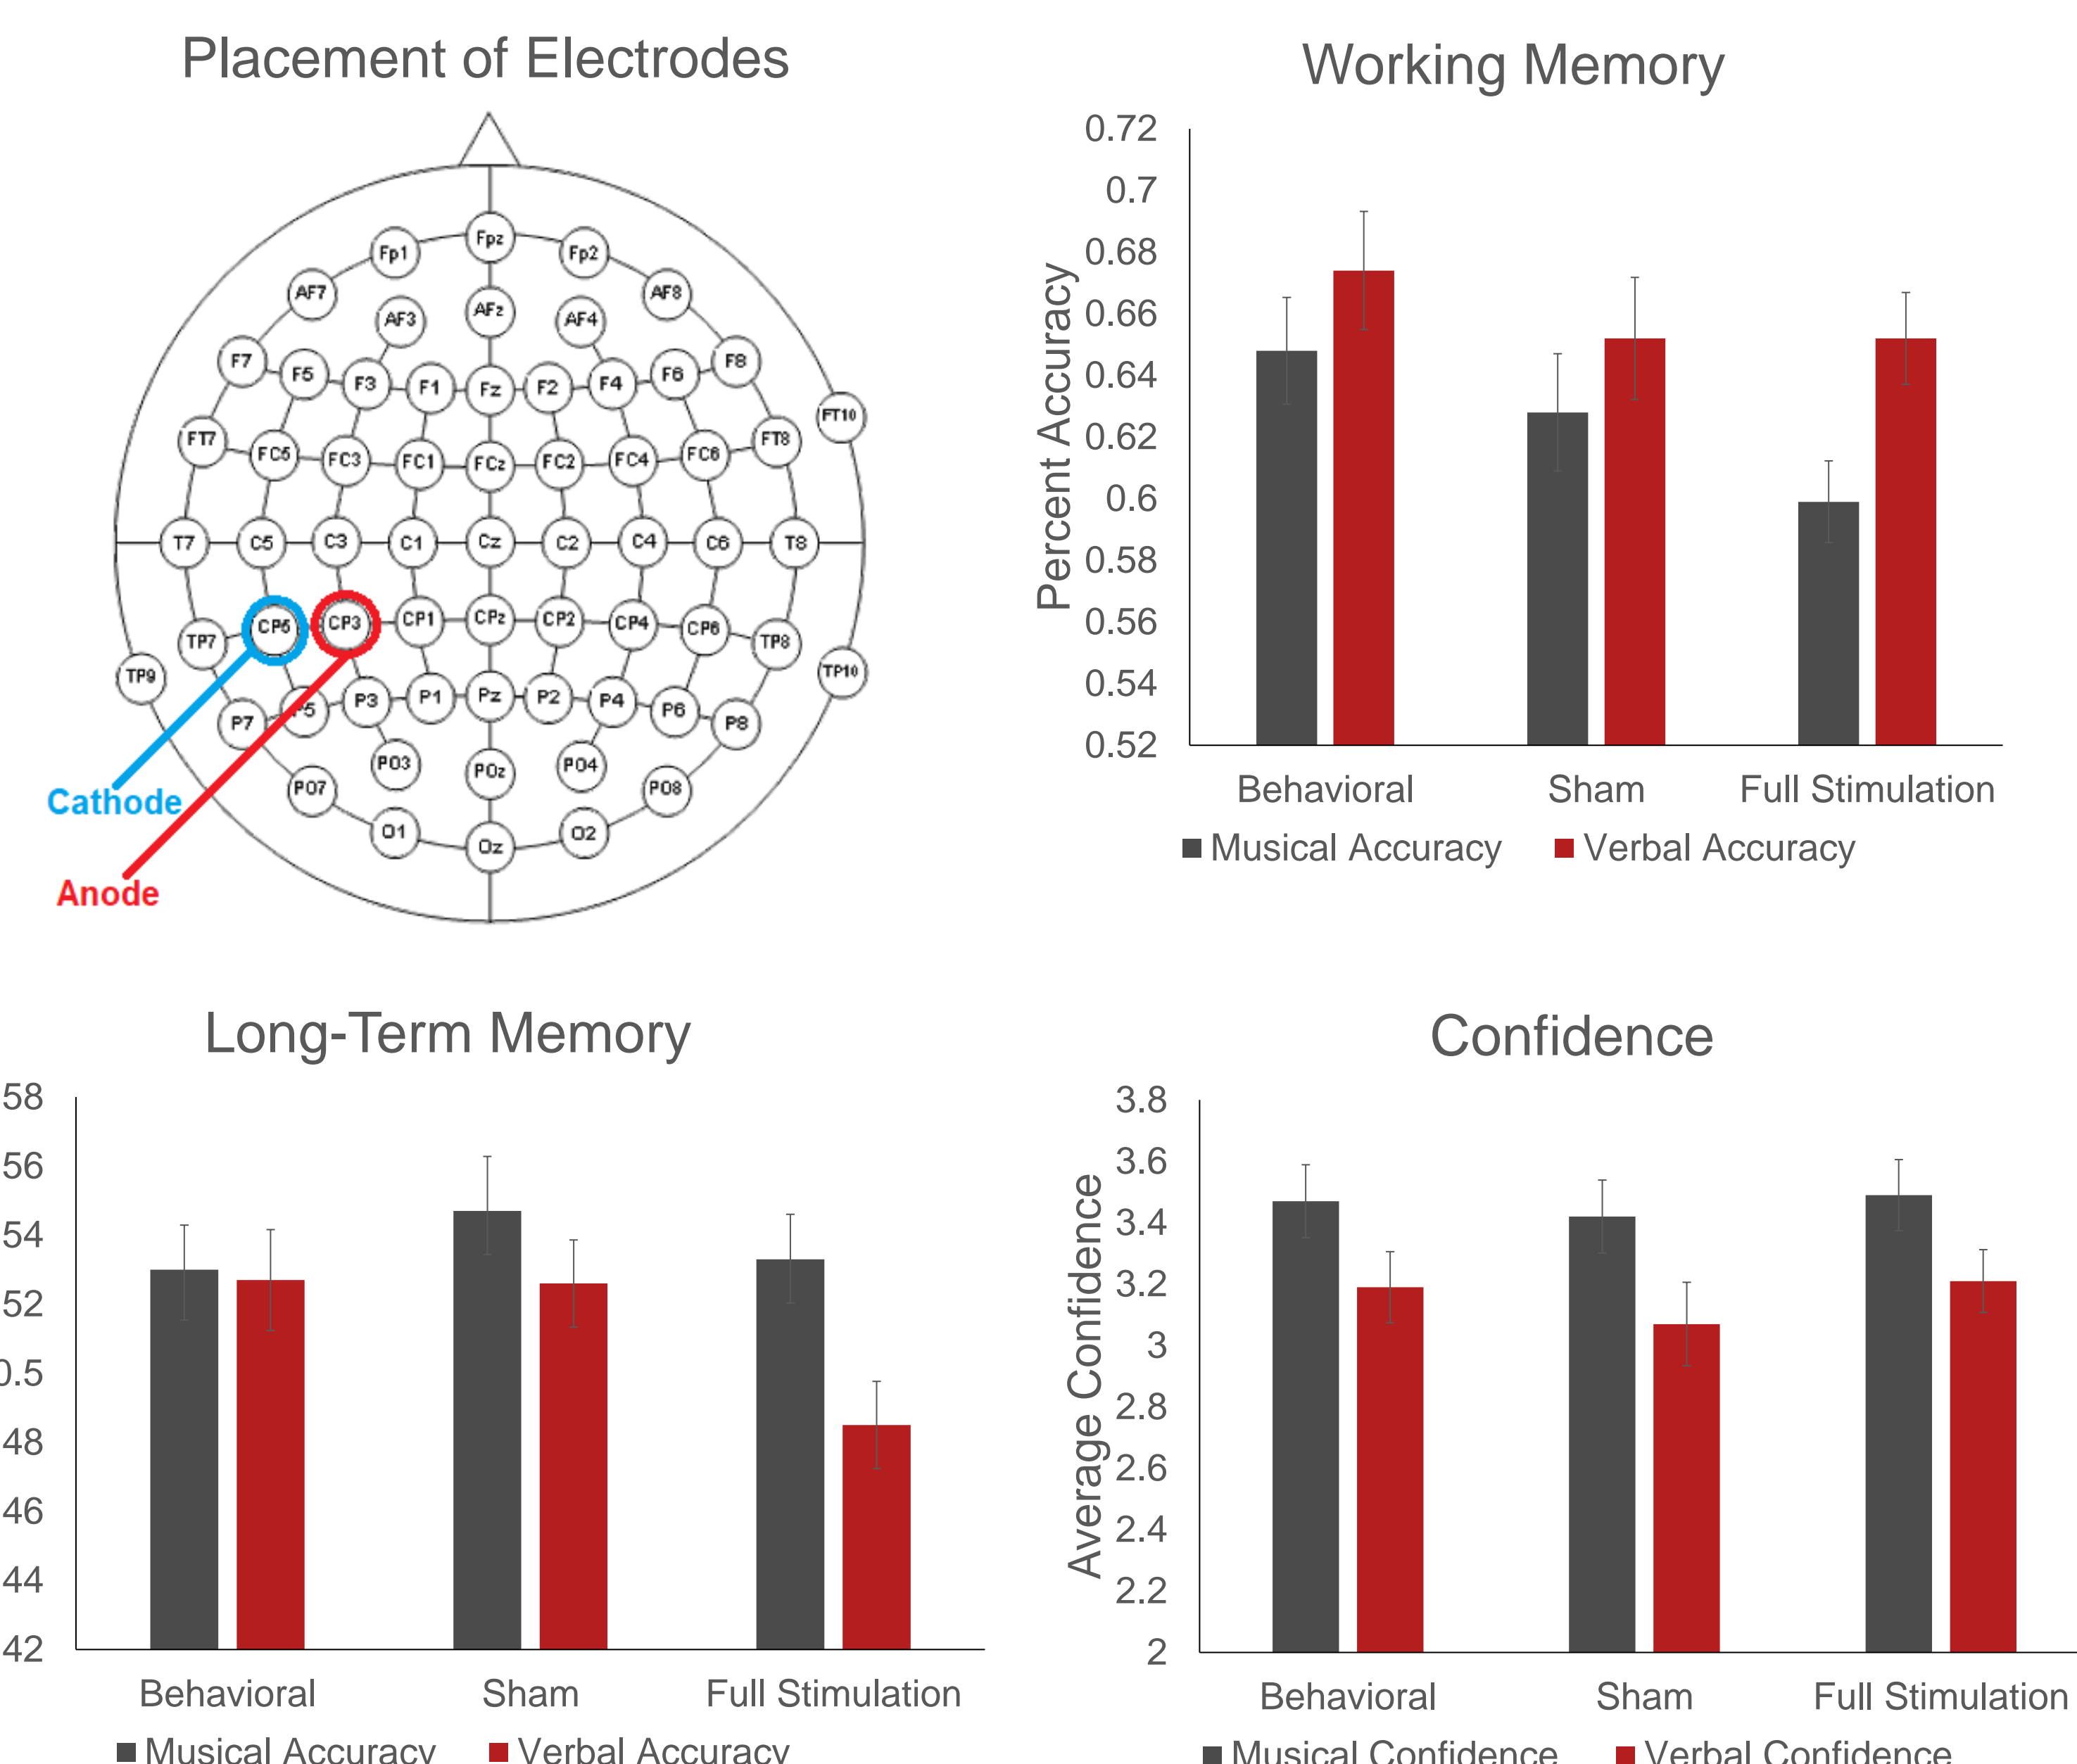 Placement of Electrodes
Fpz
Fp1 Fp2
AF7 AF8
AF3 AFz AF4
F7 F5 F3 F1 Fz F2 F4 F6 F8
FT10
FT7 FC5 FC3 FC1 FCz FC2 FC4 FC6 FT8
T7 C5 C3 C1 Cz C2 C4 C6 T8
TP7 CP5 CP3 CP1 CPz CP2 CP4 CP6 TP8
TP9 TP10
P7 P5 P3 P1 Pz P2 P4 P6 P8
PO3 POz PO4
PO7 PO8
O1 Oz O2
Cathode
Anode
Working Memory
Percent Accuracy
0.72
0.7
0.68
0.66
0.64
0.62
0.6
0.58
0.56
0.54
0.52
Behavioral Sham Full Stimulation
Musical Accuracy Verbal Accuracy
Long-Term Memory
58
56
54
52
0.5
48
46
44
42
Behavioral Sham Full Stimulation
Musical Accuracy Verbal Accuracy
Confidence
Average Confidence
3.8
3.6
3.4
3.2
3
2.8
2.6
2.4
2.2
2
Behavioral Sham Full Stimulation
Musical Confidence Verbal Confidence